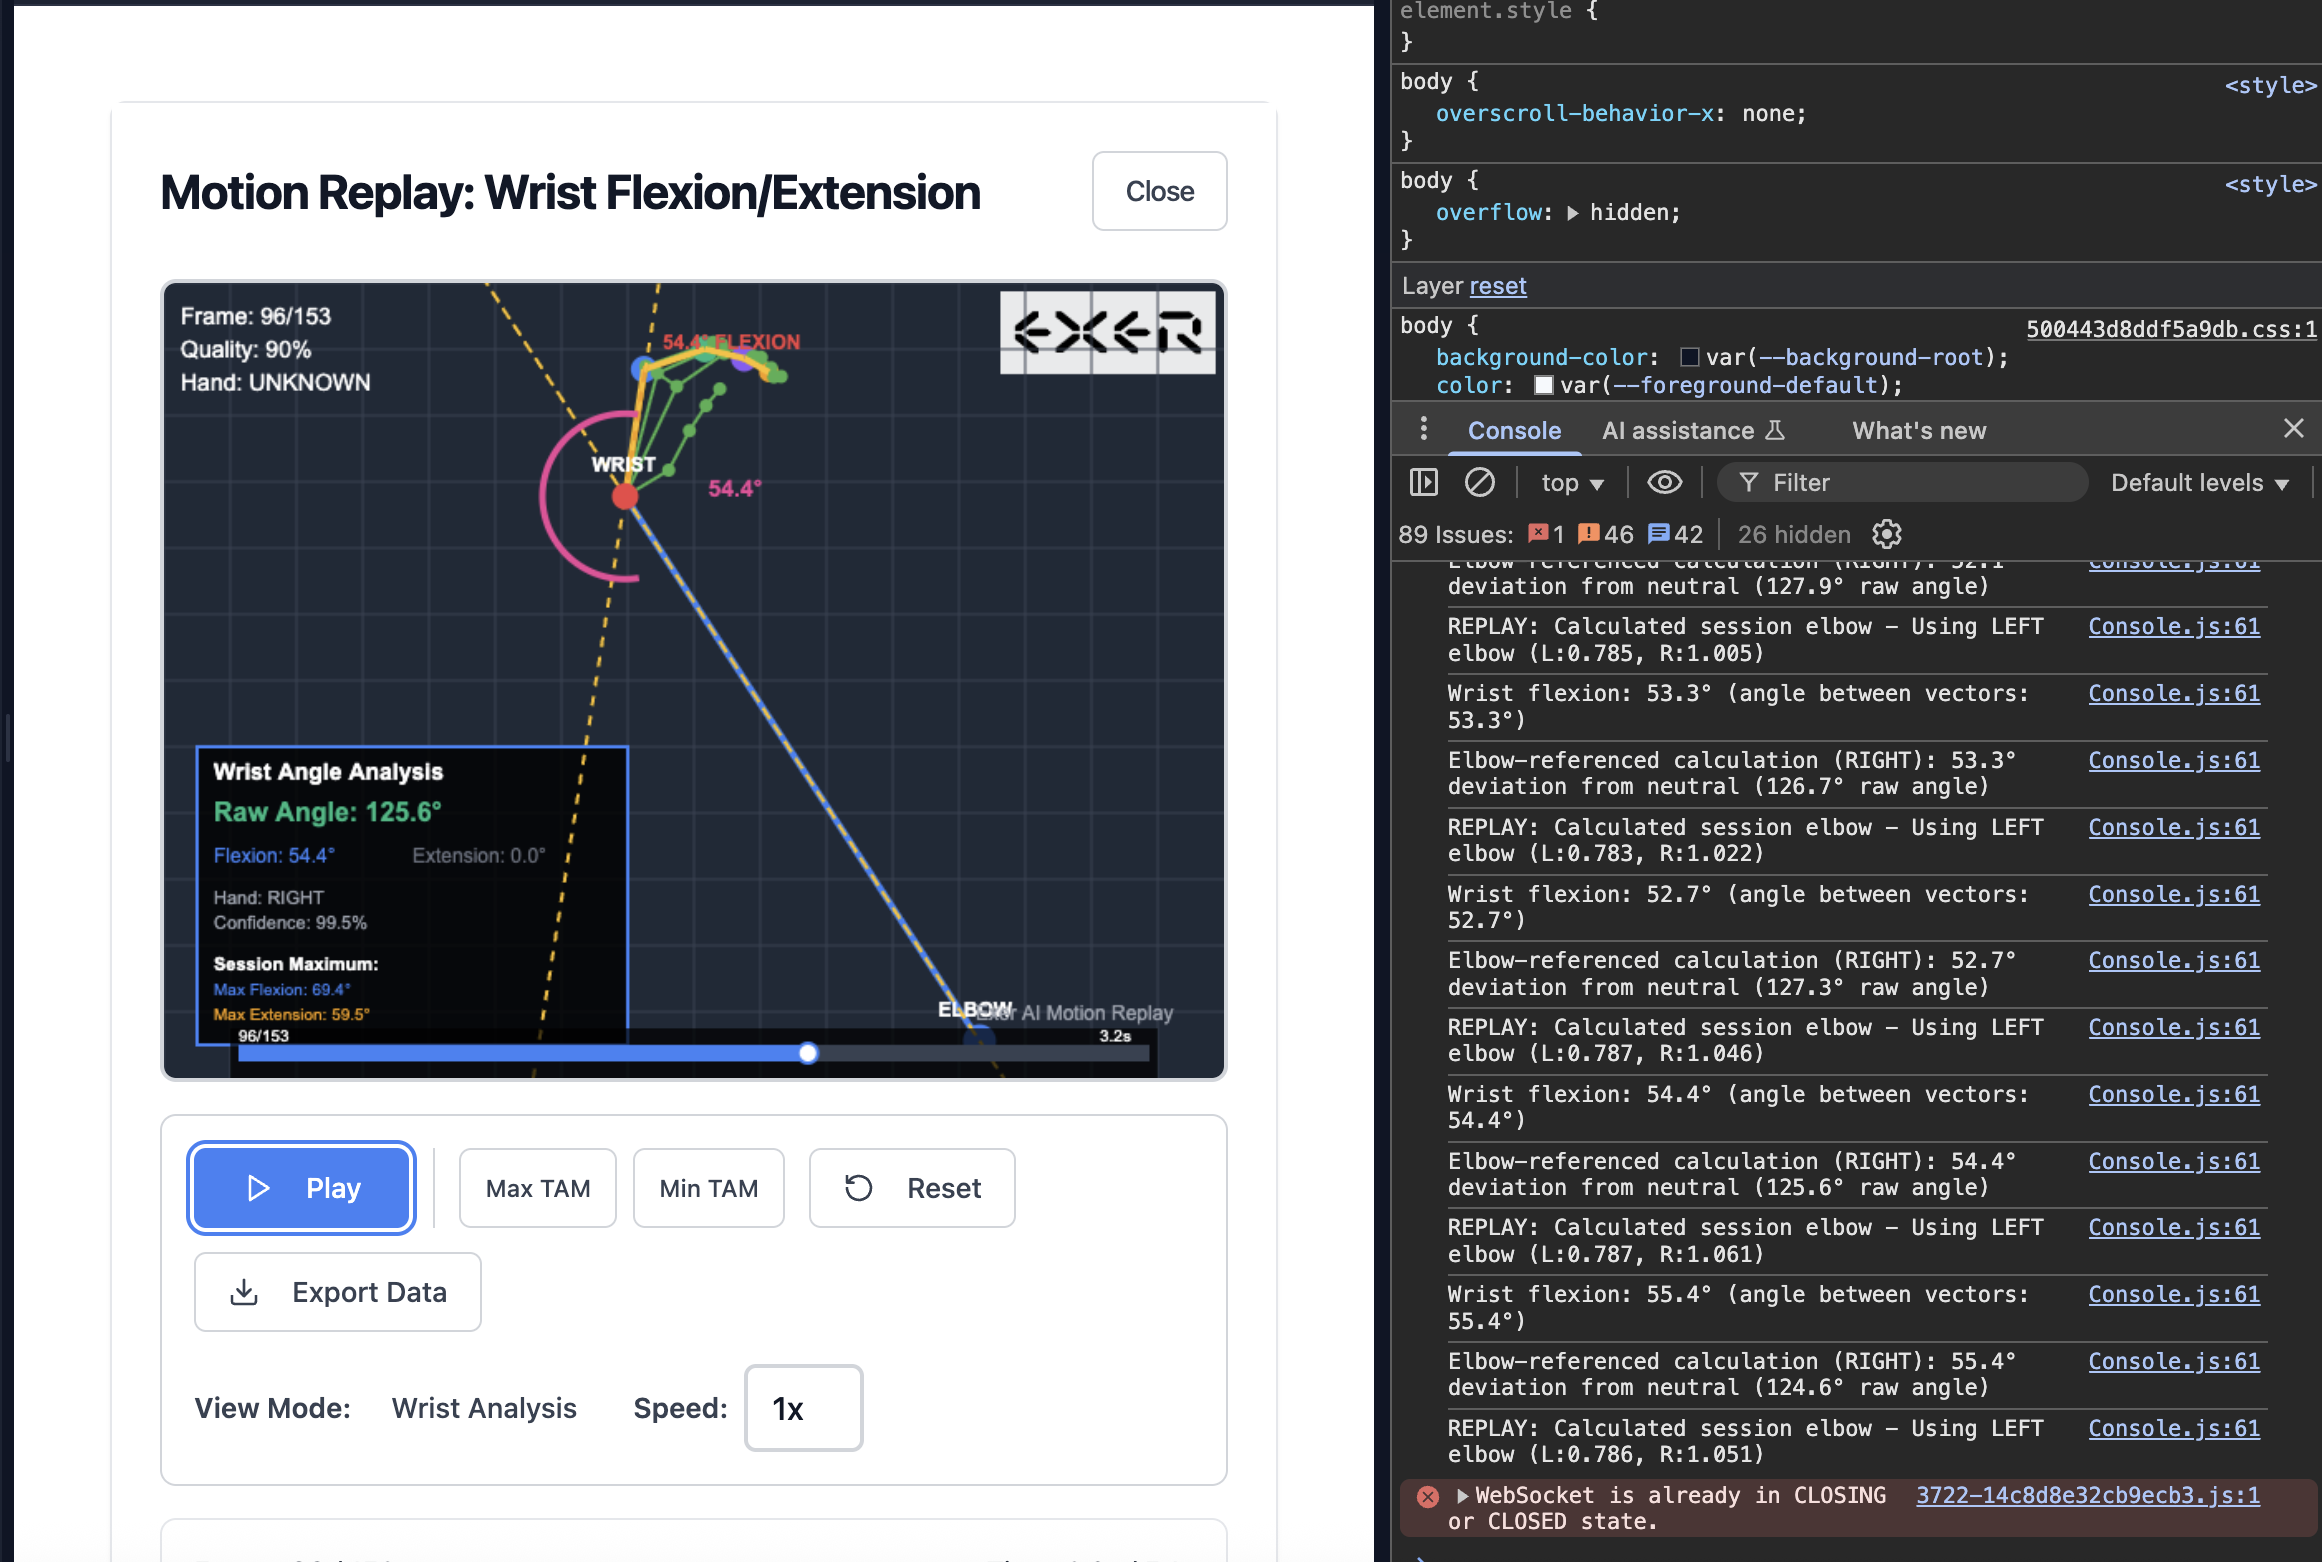 Motion Replay: Wrist Flexion/Extension
Close
Frame: 96/153
Quality: 90%
Hand: UNKNOWN
54.4° FLEXION
EXER
WRIST
54.4°
Wrist Angle Analysis
Raw Angle: 125.6°
Flexion: 54.4° Extension: 0.0°
Hand: RIGHT
Confidence: 99.5%
Session Maximum:
Max Flexion: 69.4°
Max Extension: 59.5°
ELBOW
AI Motion Replay
96/153
3.2s
Play
Max TAM
Min TAM
Reset
Export Data
View Mode: Wrist Analysis Speed: 1x
element.style {
}
body { <style>
overscroll-behavior-x: none;
}
body { <style>
overflow: hidden;
}
Layer reset
body { 500443d8ddf5a9db.css:1
background-color: var(--background-root);
color: var(--foreground-default);
Console AI assistance What's new
top Filter Default levels
89 Issues: 1 46 42 26 hidden
Elbow-referenced calculation (RIGHT): 52.1° Console.js:61
deviation from neutral (127.9° raw angle)
REPLAY: Calculated session elbow – Using LEFT Console.js:61
elbow (L:0.785, R:1.005)
Wrist flexion: 53.3° (angle between vectors: Console.js:61
53.3°)
Elbow-referenced calculation (RIGHT): 53.3° Console.js:61
deviation from neutral (126.7° raw angle)
REPLAY: Calculated session elbow – Using LEFT Console.js:61
elbow (L:0.783, R:1.022)
Wrist flexion: 52.7° (angle between vectors: Console.js:61
52.7°)
Elbow-referenced calculation (RIGHT): 52.7° Console.js:61
deviation from neutral (127.3° raw angle)
REPLAY: Calculated session elbow – Using LEFT Console.js:61
elbow (L:0.787, R:1.046)
Wrist flexion: 54.4° (angle between vectors: Console.js:61
54.4°)
Elbow-referenced calculation (RIGHT): 54.4° Console.js:61
deviation from neutral (125.6° raw angle)
REPLAY: Calculated session elbow – Using LEFT Console.js:61
elbow (L:0.787, R:1.061)
Wrist flexion: 55.4° (angle between vectors: Console.js:61
55.4°)
Elbow-referenced calculation (RIGHT): 55.4° Console.js:61
deviation from neutral (124.6° raw angle)
REPLAY: Calculated session elbow – Using LEFT Console.js:61
elbow (L:0.786, R:1.051)
WebSocket is already in CLOSING 3722-14c8d8e32cb9ecb3.js:1
or CLOSED state.